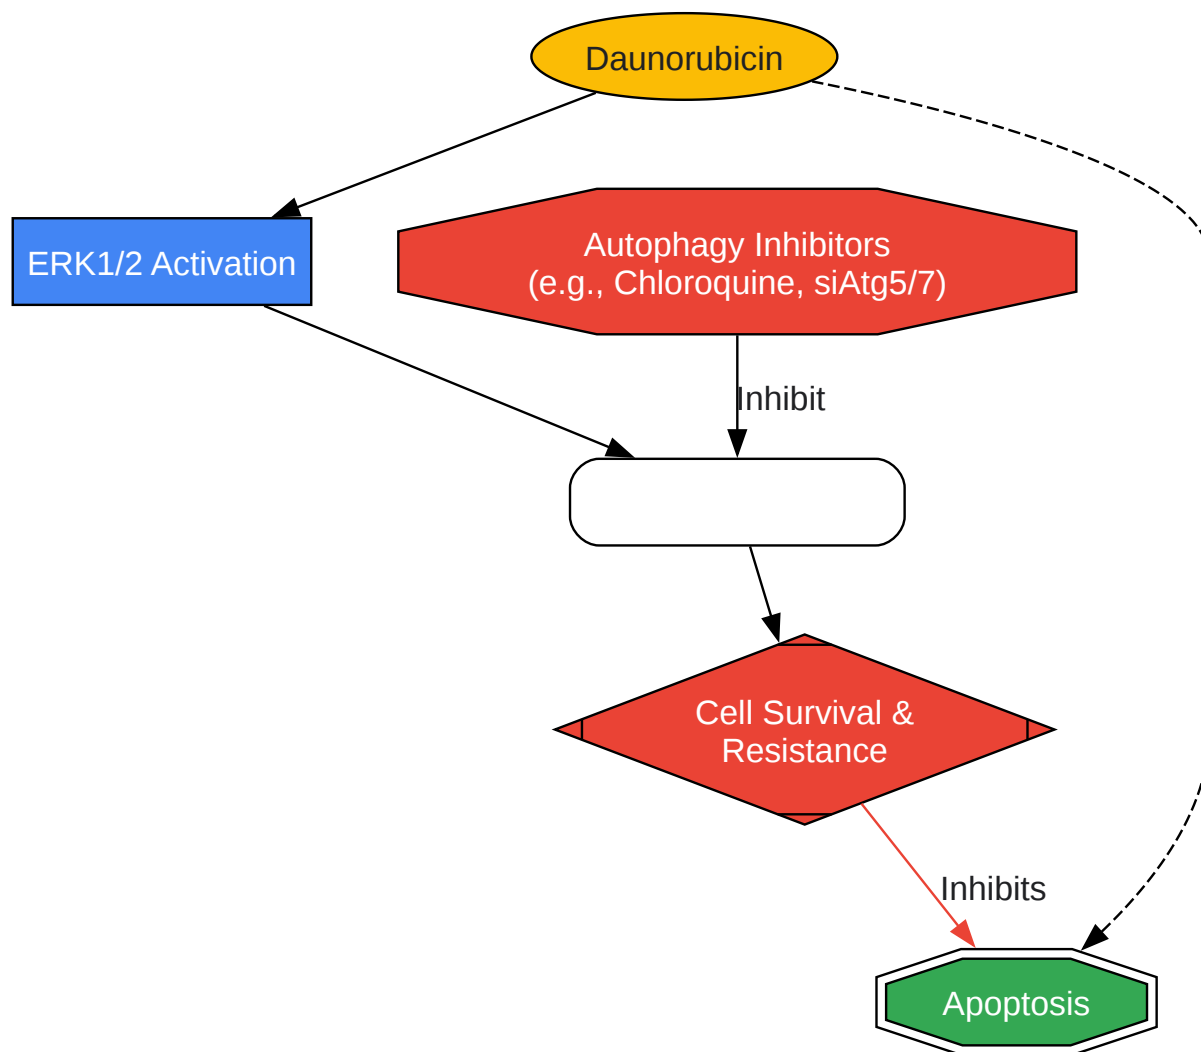 Daunorubicin
ERK1/2 Activation
Autophagy Inhibitors
(e.g., Chloroquine, siAtg5/7)
Inhibit
Cell Survival &
Resistance
Inhibits
Apoptosis